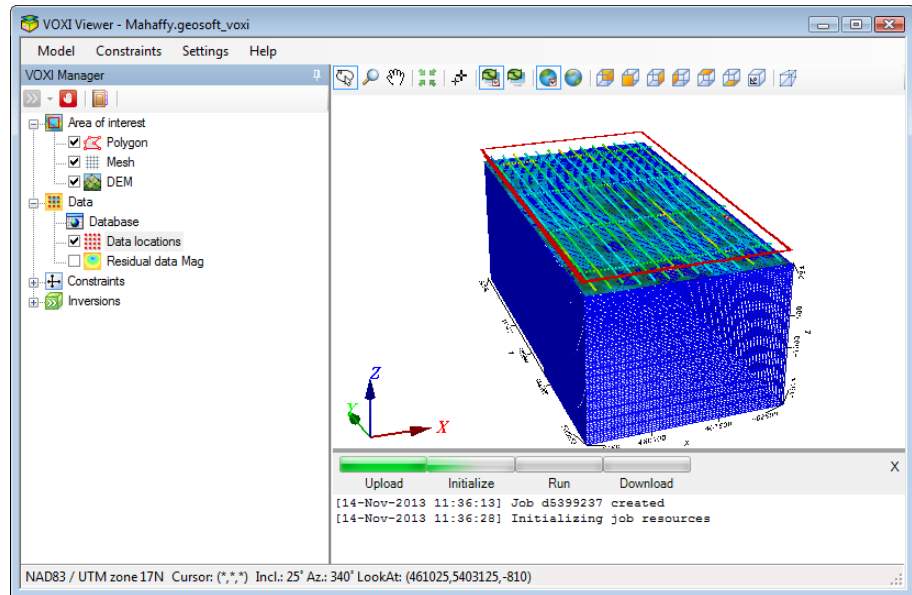 VOXI Viewer - Mahaffy.geosoft_voxi
Model Constraints Settings Help
VOXI Manager
Area of interest
Polygon
Mesh
DEM
Data
Database
Data locations
Residual data Mag
Constraints
Inversions
Z
Y
X
X
Upload Initialize Run Download
[14-Nov-2013 11:36:13] Job d5399237 created
[14-Nov-2013 11:36:28] Initializing job resources
NAD83 / UTM zone 17N Cursor: (*,*,*) Incl.: 25° Az.: 340° LookAt: (461025,5403125,-810)